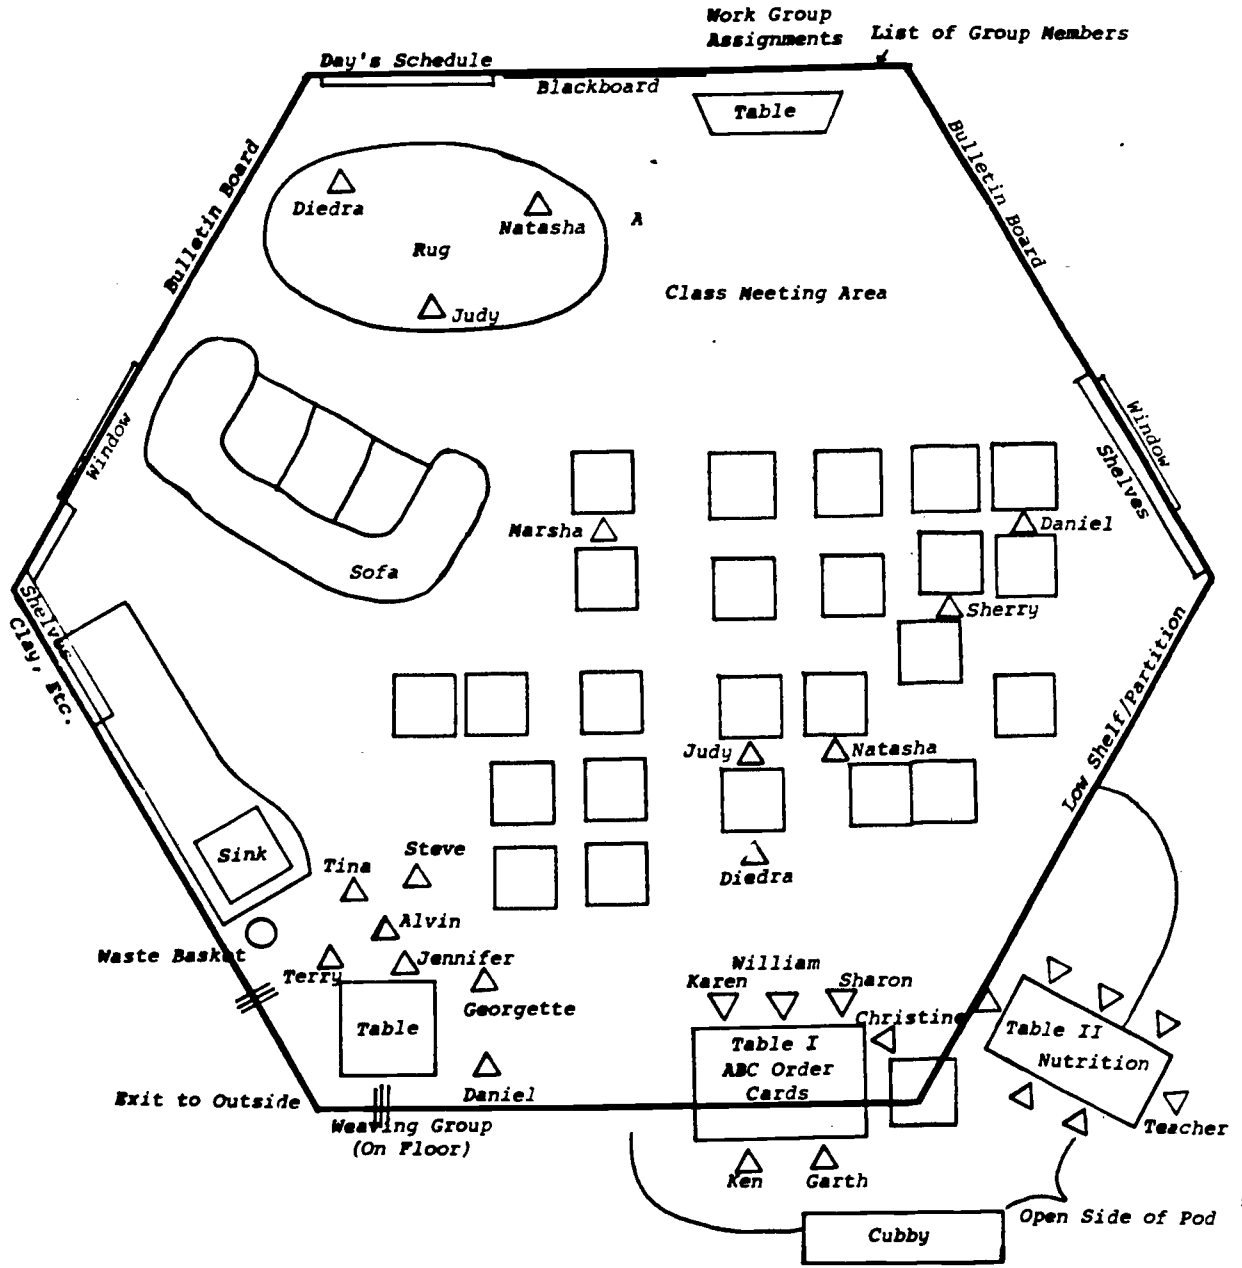 Work Group
Assignments
List of Group Members
Day's Schedule
Blackboard
Table
Bulletin Board
Bulletin Board
Diedra
Natasha
A
Rug
Class Meeting Area
Judy
Window
Window
Shelves
Marsha
Daniel
Sofa
Shelves
Clay, Etc.
Sherry
Low Shelf/Partition
Judy
Natasha
Sink
Steve
Tina
Diedra
Alvin
Waste Basket
Jennifer
Terry
William
Karen
Sharon
Georgette
Christine
Table
Table I
ABC Order
Cards
Table II
Nutrition
Exit to Outside
Daniel
Weaving Group
(On Floor)
Teacher
Ken
Garth
Open Side of Pod
Cubby